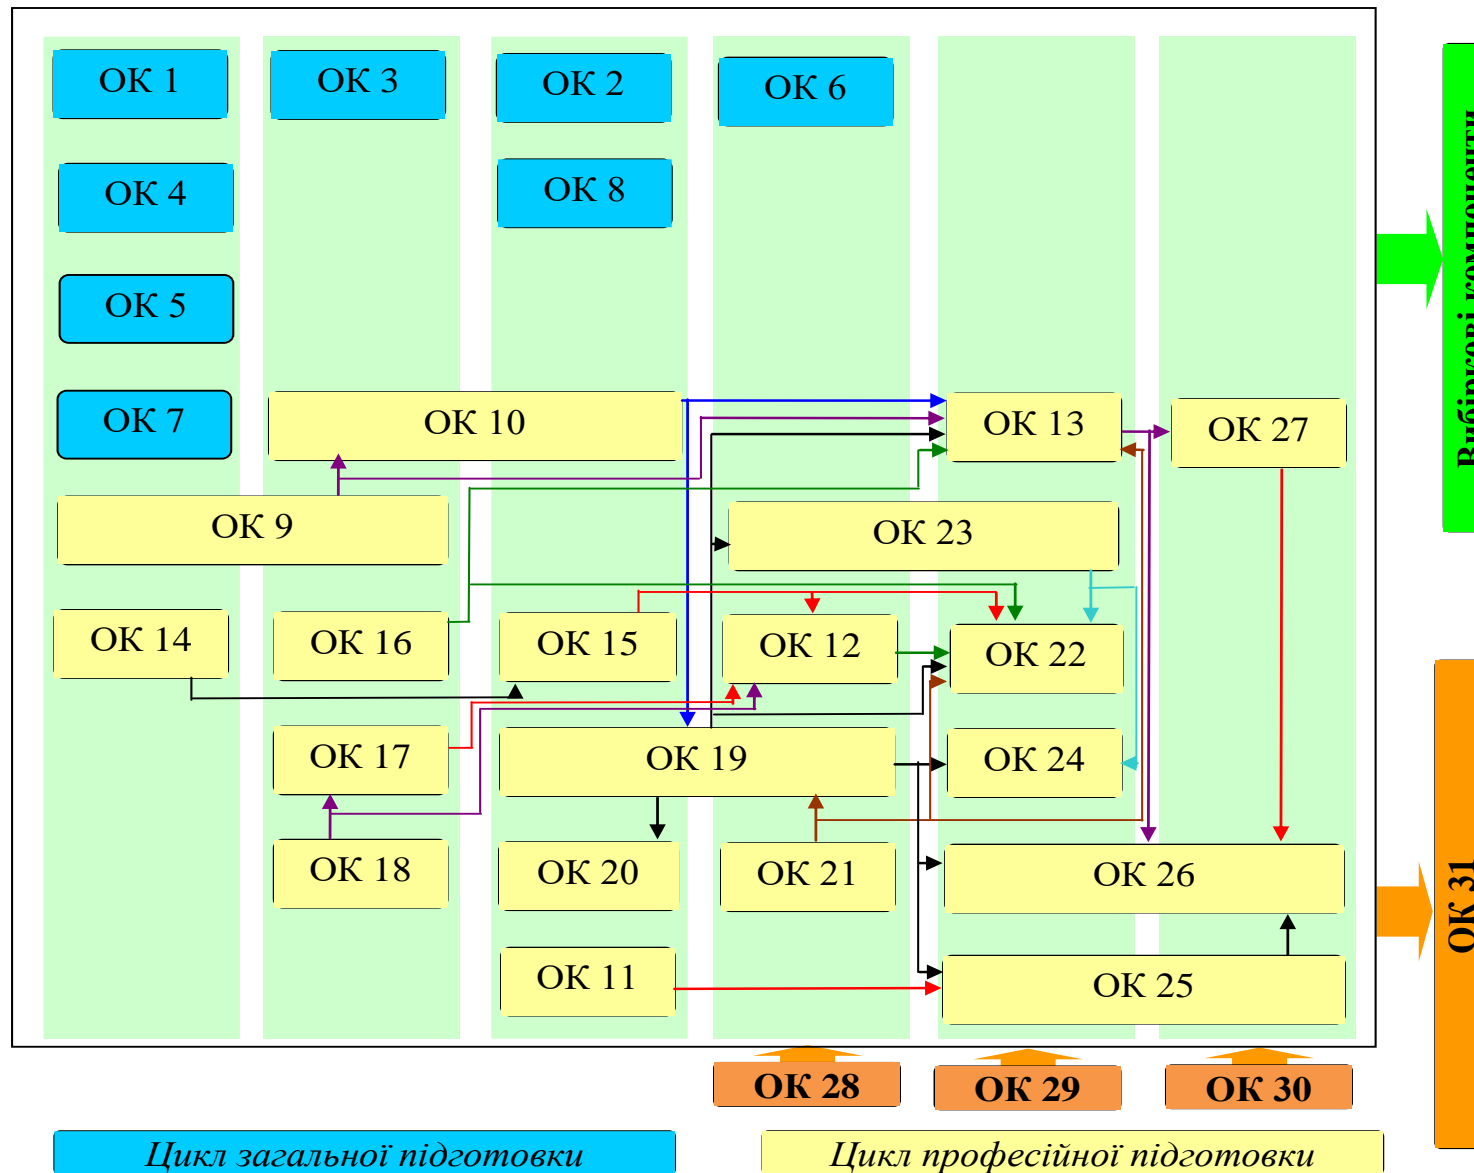 ОК 1
ОК 3
ОК 2
ОК 6
ОК 4
ОК 8
ОК 5
ОК 7
ОК 10
ОК 13
ОК 27
ОК 9
ОК 23
ОК 14
ОК 16
ОК 15
ОК 12
ОК 22
ОК 17
ОК 19
ОК 24
ОК 18
ОК 20
ОК 21
ОК 26
ОК 11
ОК 25
ОК 28
ОК 29
ОК 30
Вибіркові компоненти
ОК 31
Цикл загальної підготовки
Цикл професійної підготовки